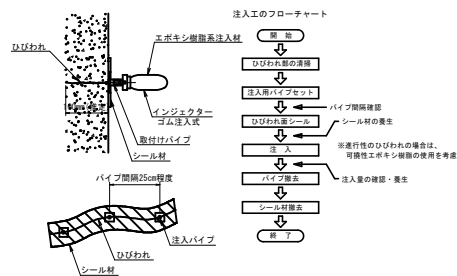 ひびわれ
エポキシ樹脂系注入材
インジェクター
ゴム注入式
取付けパイプ
シール材
パイプ間隔25cm程度
注入パイプ
ひびわれ
シール材
注入工のフローチャート
開 始
ひびわれ部の清掃
注入用パイプセット
パイプ間隔確認
ひびわれ面シール
シール材の養生
注 入
※進行性のひびわれの場合は、
可撓性エポキシ樹脂の使用を考慮
注入量の確認・養生
パイプ撤去
シール材撤去
終 了